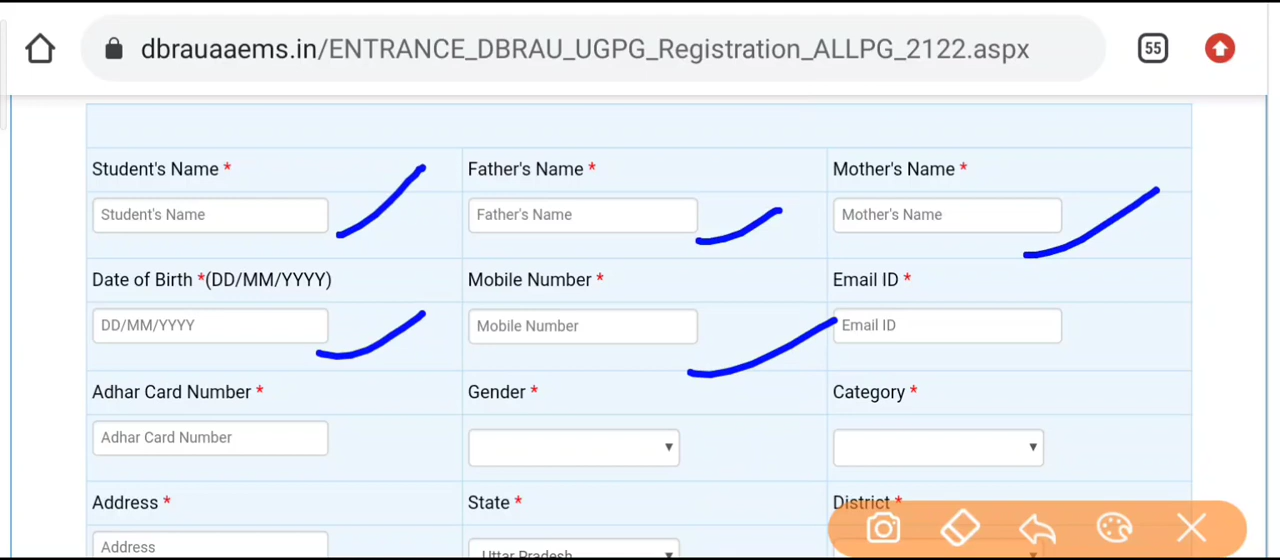 dbrauaaems.in/ENTRANCE_DBRAU_UGPG_Registration_ALLPG_2122.aspx 55
Student's Name * Father's Name * Mother's Name *
Student's Name Father's Name Mother's Name
Date of Birth *(DD/MM/YYYY) Mobile Number * Email ID *
DD/MM/YYYY Mobile Number Email ID
Adhar Card Number * Gender * Category *
Adhar Card Number
Address * State * District *
Address Uttar Pradesh